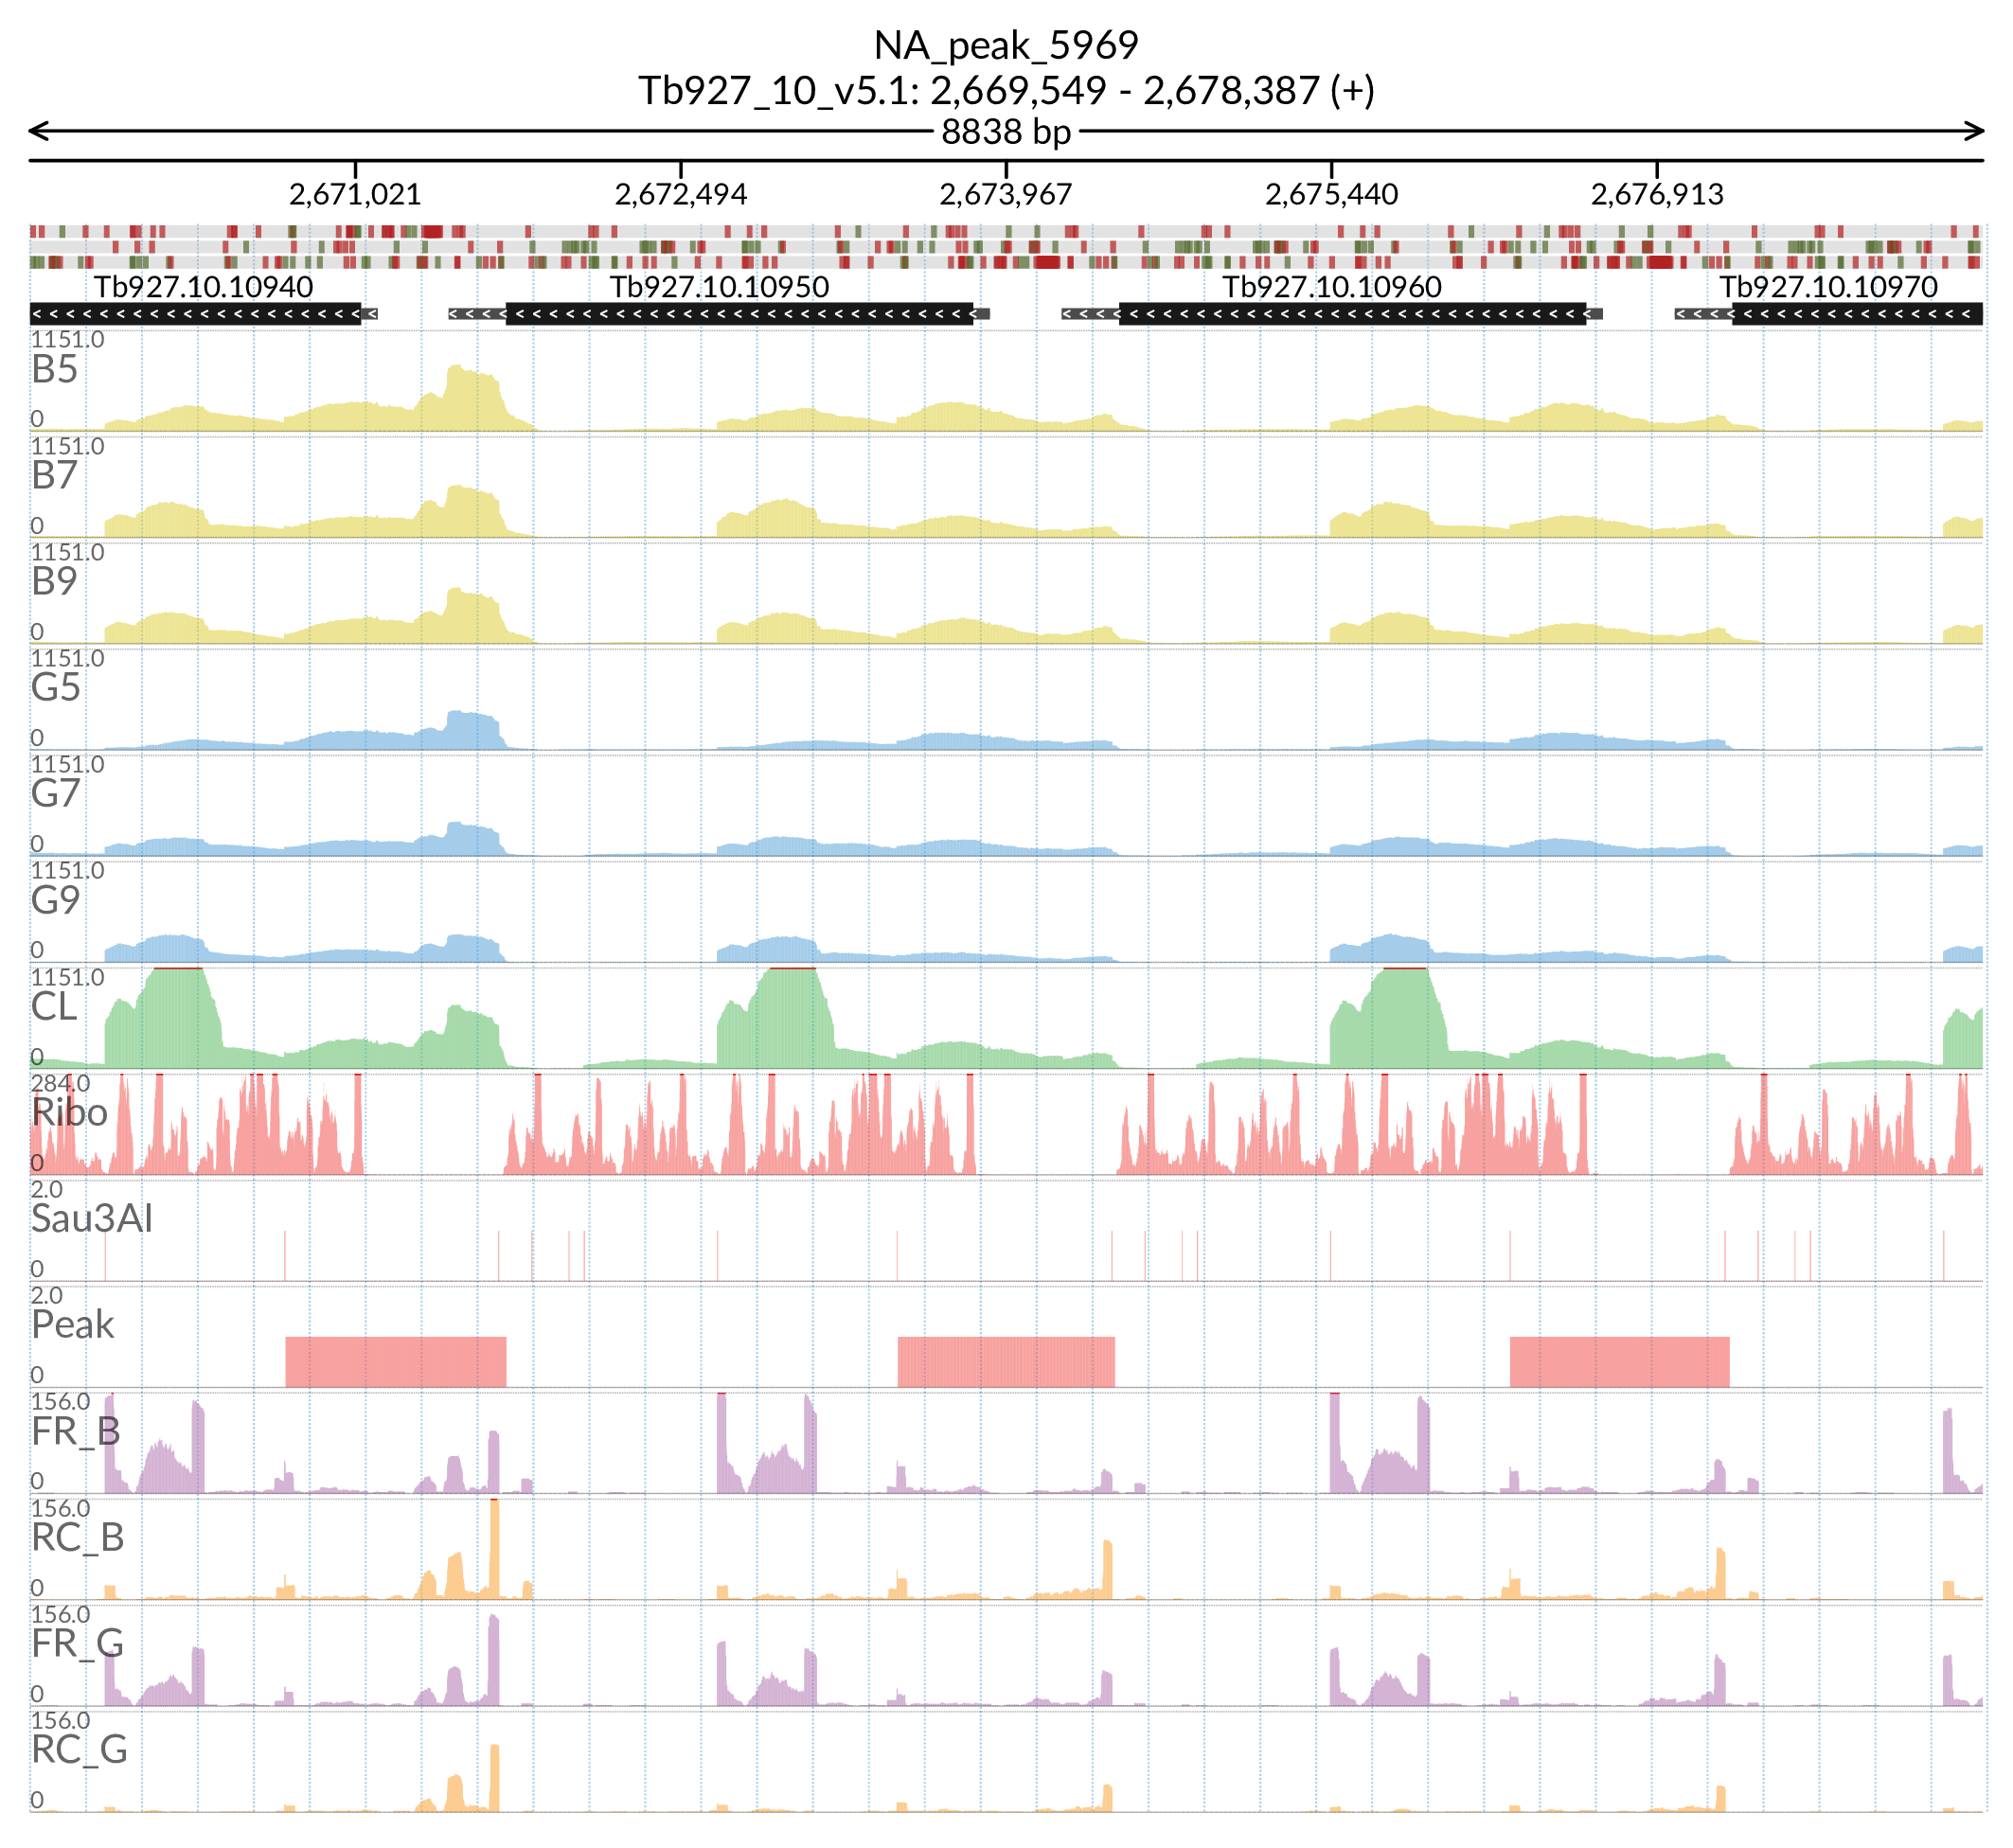 NA_peak_5969
Tb927_10_v5.1: 2,669,549 - 2,678,387 (+)
8838 bp
2,671,021 2,672,494 2,673,967 2,675,440 2,676,913
Tb927.10.10940 Tb927.10.10950 Tb927.10.10960 Tb927.10.10970
1151.0
B5
0
1151.0
B7
0
1151.0
B9
0
1151.0
G5
0
1151.0
G7
0
1151.0
G9
0
1151.0
CL
0
284.0
Ribo
0
2.0
Sau3AI
0
2.0
Peak
0
156.0
FR_B
0
156.0
RC_B
0
156.0
FR_G
0
156.0
RC_G
0